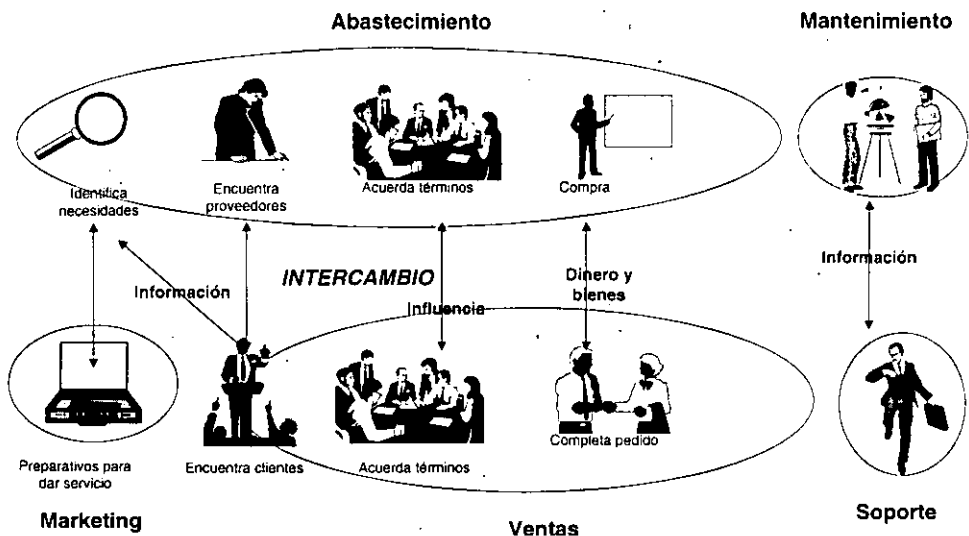 Abastecimiento
Mantenimiento
Identifica
necesidades
Encuentra
proveedores
Acuerda términos
Compra
Información
INTERCAMBIO
Influencia
Dinero y
bienes
Información
Preparativos para
dar servicio
Encuentra clientes
Acuerda términos
Completa pedido
Marketing
Ventas
Soporte